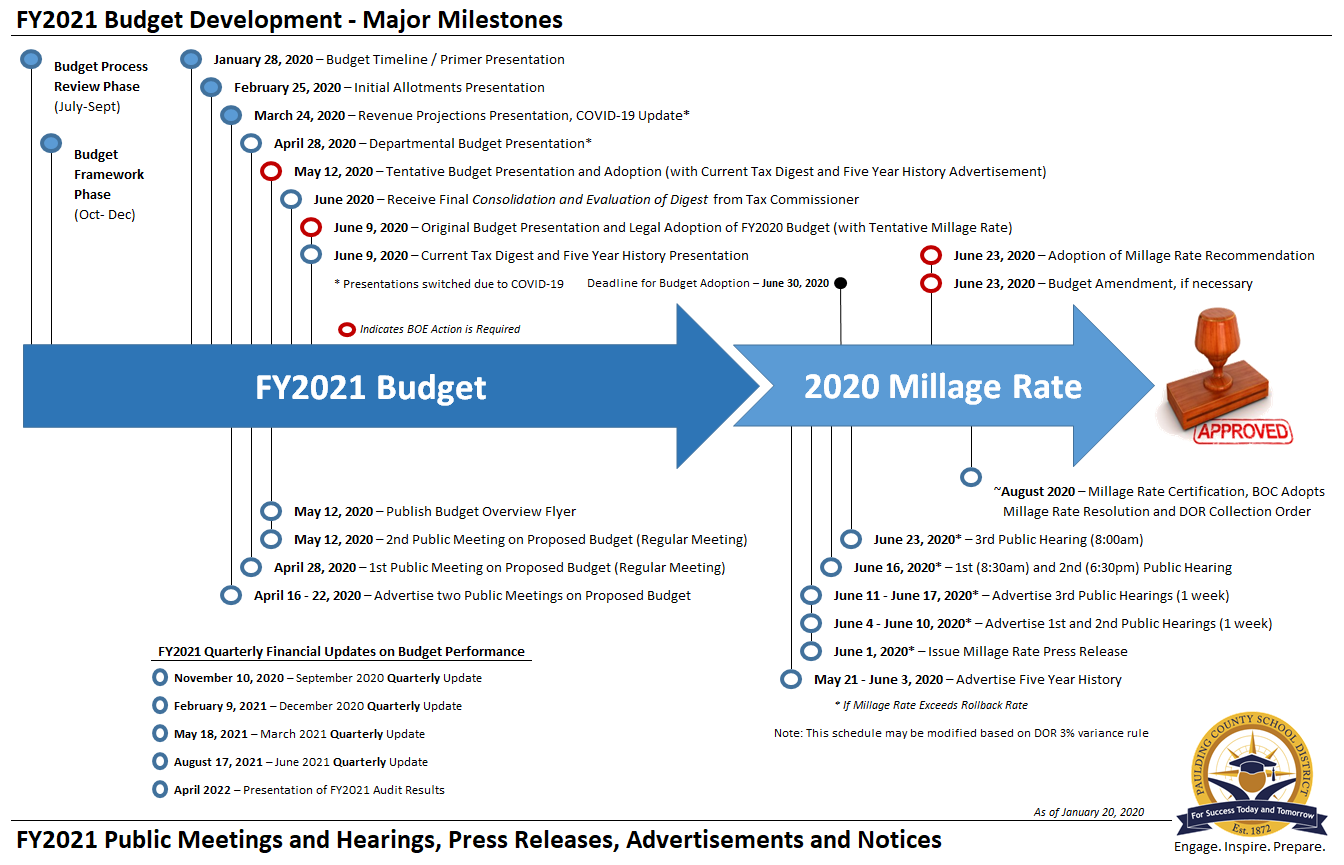 FY2021 Budget Development - Major Milestones
Budget Process
Review Phase
(July-Sept)
Budget
Framework
Phase
(Oct- Dec)
January 28, 2020 – Budget Timeline / Primer Presentation
February 25, 2020 – Initial Allotments Presentation
March 24, 2020 – Revenue Projections Presentation, COVID-19 Update*
April 28, 2020 – Departmental Budget Presentation*
May 12, 2020 – Tentative Budget Presentation and Adoption (with Current Tax Digest and Five Year History Advertisement)
June 2020 – Receive Final Consolidation and Evaluation of Digest from Tax Commissioner
June 9, 2020 – Original Budget Presentation and Legal Adoption of FY2020 Budget (with Tentative Millage Rate)
June 9, 2020 – Current Tax Digest and Five Year History Presentation
* Presentations switched due to COVID-19
Deadline for Budget Adoption – June 30, 2020
June 23, 2020 – Adoption of Millage Rate Recommendation
June 23, 2020 – Budget Amendment, if necessary
Indicates BOE Action is Required
FY2021 Budget
2020 Millage Rate
APPROVED
~August 2020 – Millage Rate Certification, BOC Adopts
Millage Rate Resolution and DOR Collection Order
May 12, 2020 – Publish Budget Overview Flyer
May 12, 2020 – 2nd Public Meeting on Proposed Budget (Regular Meeting)
April 28, 2020 – 1st Public Meeting on Proposed Budget (Regular Meeting)
April 16 - 22, 2020 – Advertise two Public Meetings on Proposed Budget
June 23, 2020* – 3rd Public Hearing (8:00am)
June 16, 2020* – 1st (8:30am) and 2nd (6:30pm) Public Hearing
June 11 - June 17, 2020* – Advertise 3rd Public Hearings (1 week)
June 4 - June 10, 2020* – Advertise 1st and 2nd Public Hearings (1 week)
June 1, 2020* – Issue Millage Rate Press Release
May 21 - June 3, 2020 – Advertise Five Year History
* If Millage Rate Exceeds Rollback Rate
Note: This schedule may be modified based on DOR 3% variance rule
FY2021 Quarterly Financial Updates on Budget Performance
November 10, 2020 – September 2020 Quarterly Update
February 9, 2021 – December 2020 Quarterly Update
May 18, 2021 – March 2021 Quarterly Update
August 17, 2021 – June 2021 Quarterly Update
April 2022 – Presentation of FY2021 Audit Results
As of January 20, 2020
PAULDING COUNTY SCHOOL DISTRICT
For Success Today and Tomorrow
Est. 1872
Engage. Inspire. Prepare.
FY2021 Public Meetings and Hearings, Press Releases, Advertisements and Notices